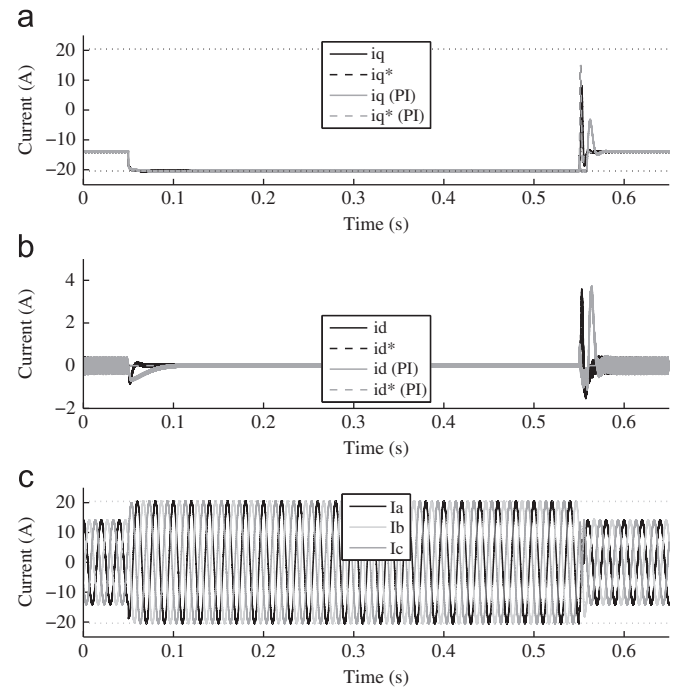 a
20
10
0
−10
−20
Current (A)
iq
iq*
iq (PI)
iq* (PI)
0 0.1 0.2 0.3 0.4 0.5 0.6
Time (s)
b
4
2
0
−2
Current (A)
id
id*
id (PI)
id* (PI)
0 0.1 0.2 0.3 0.4 0.5 0.6
Time (s)
c
20
10
0
−10
−20
Current (A)
Ia
Ib
Ic
0 0.1 0.2 0.3 0.4 0.5 0.6
Time (s)